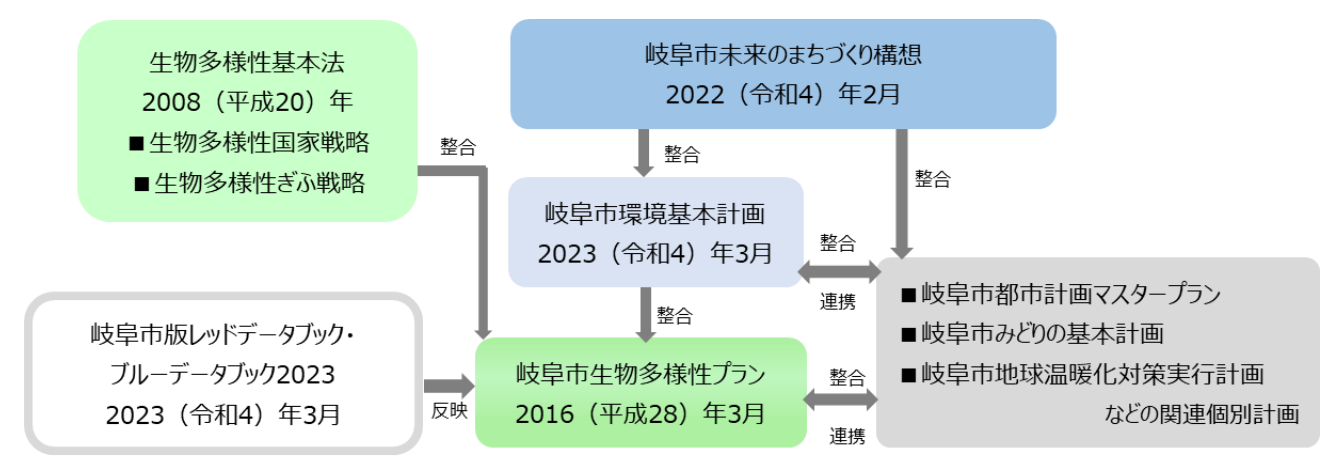 生物多様性基本法
2008（平成20）年
■生物多様性国家戦略
■生物多様性ぎふ戦略
整合
岐阜市未来のまちづくり構想
2022（令和4）年2月
整合
整合
岐阜市環境基本計画
2023（令和4）年3月
整合
連携
■岐阜市都市計画マスタープラン
■岐阜市みどりの基本計画
■岐阜市地球温暖化対策実行計画
などの関連個別計画
整合
岐阜市版レッドデータブック・
ブルーデータブック2023
2023（令和4）年3月
反映
岐阜市生物多様性プラン
2016（平成28）年3月
整合
連携